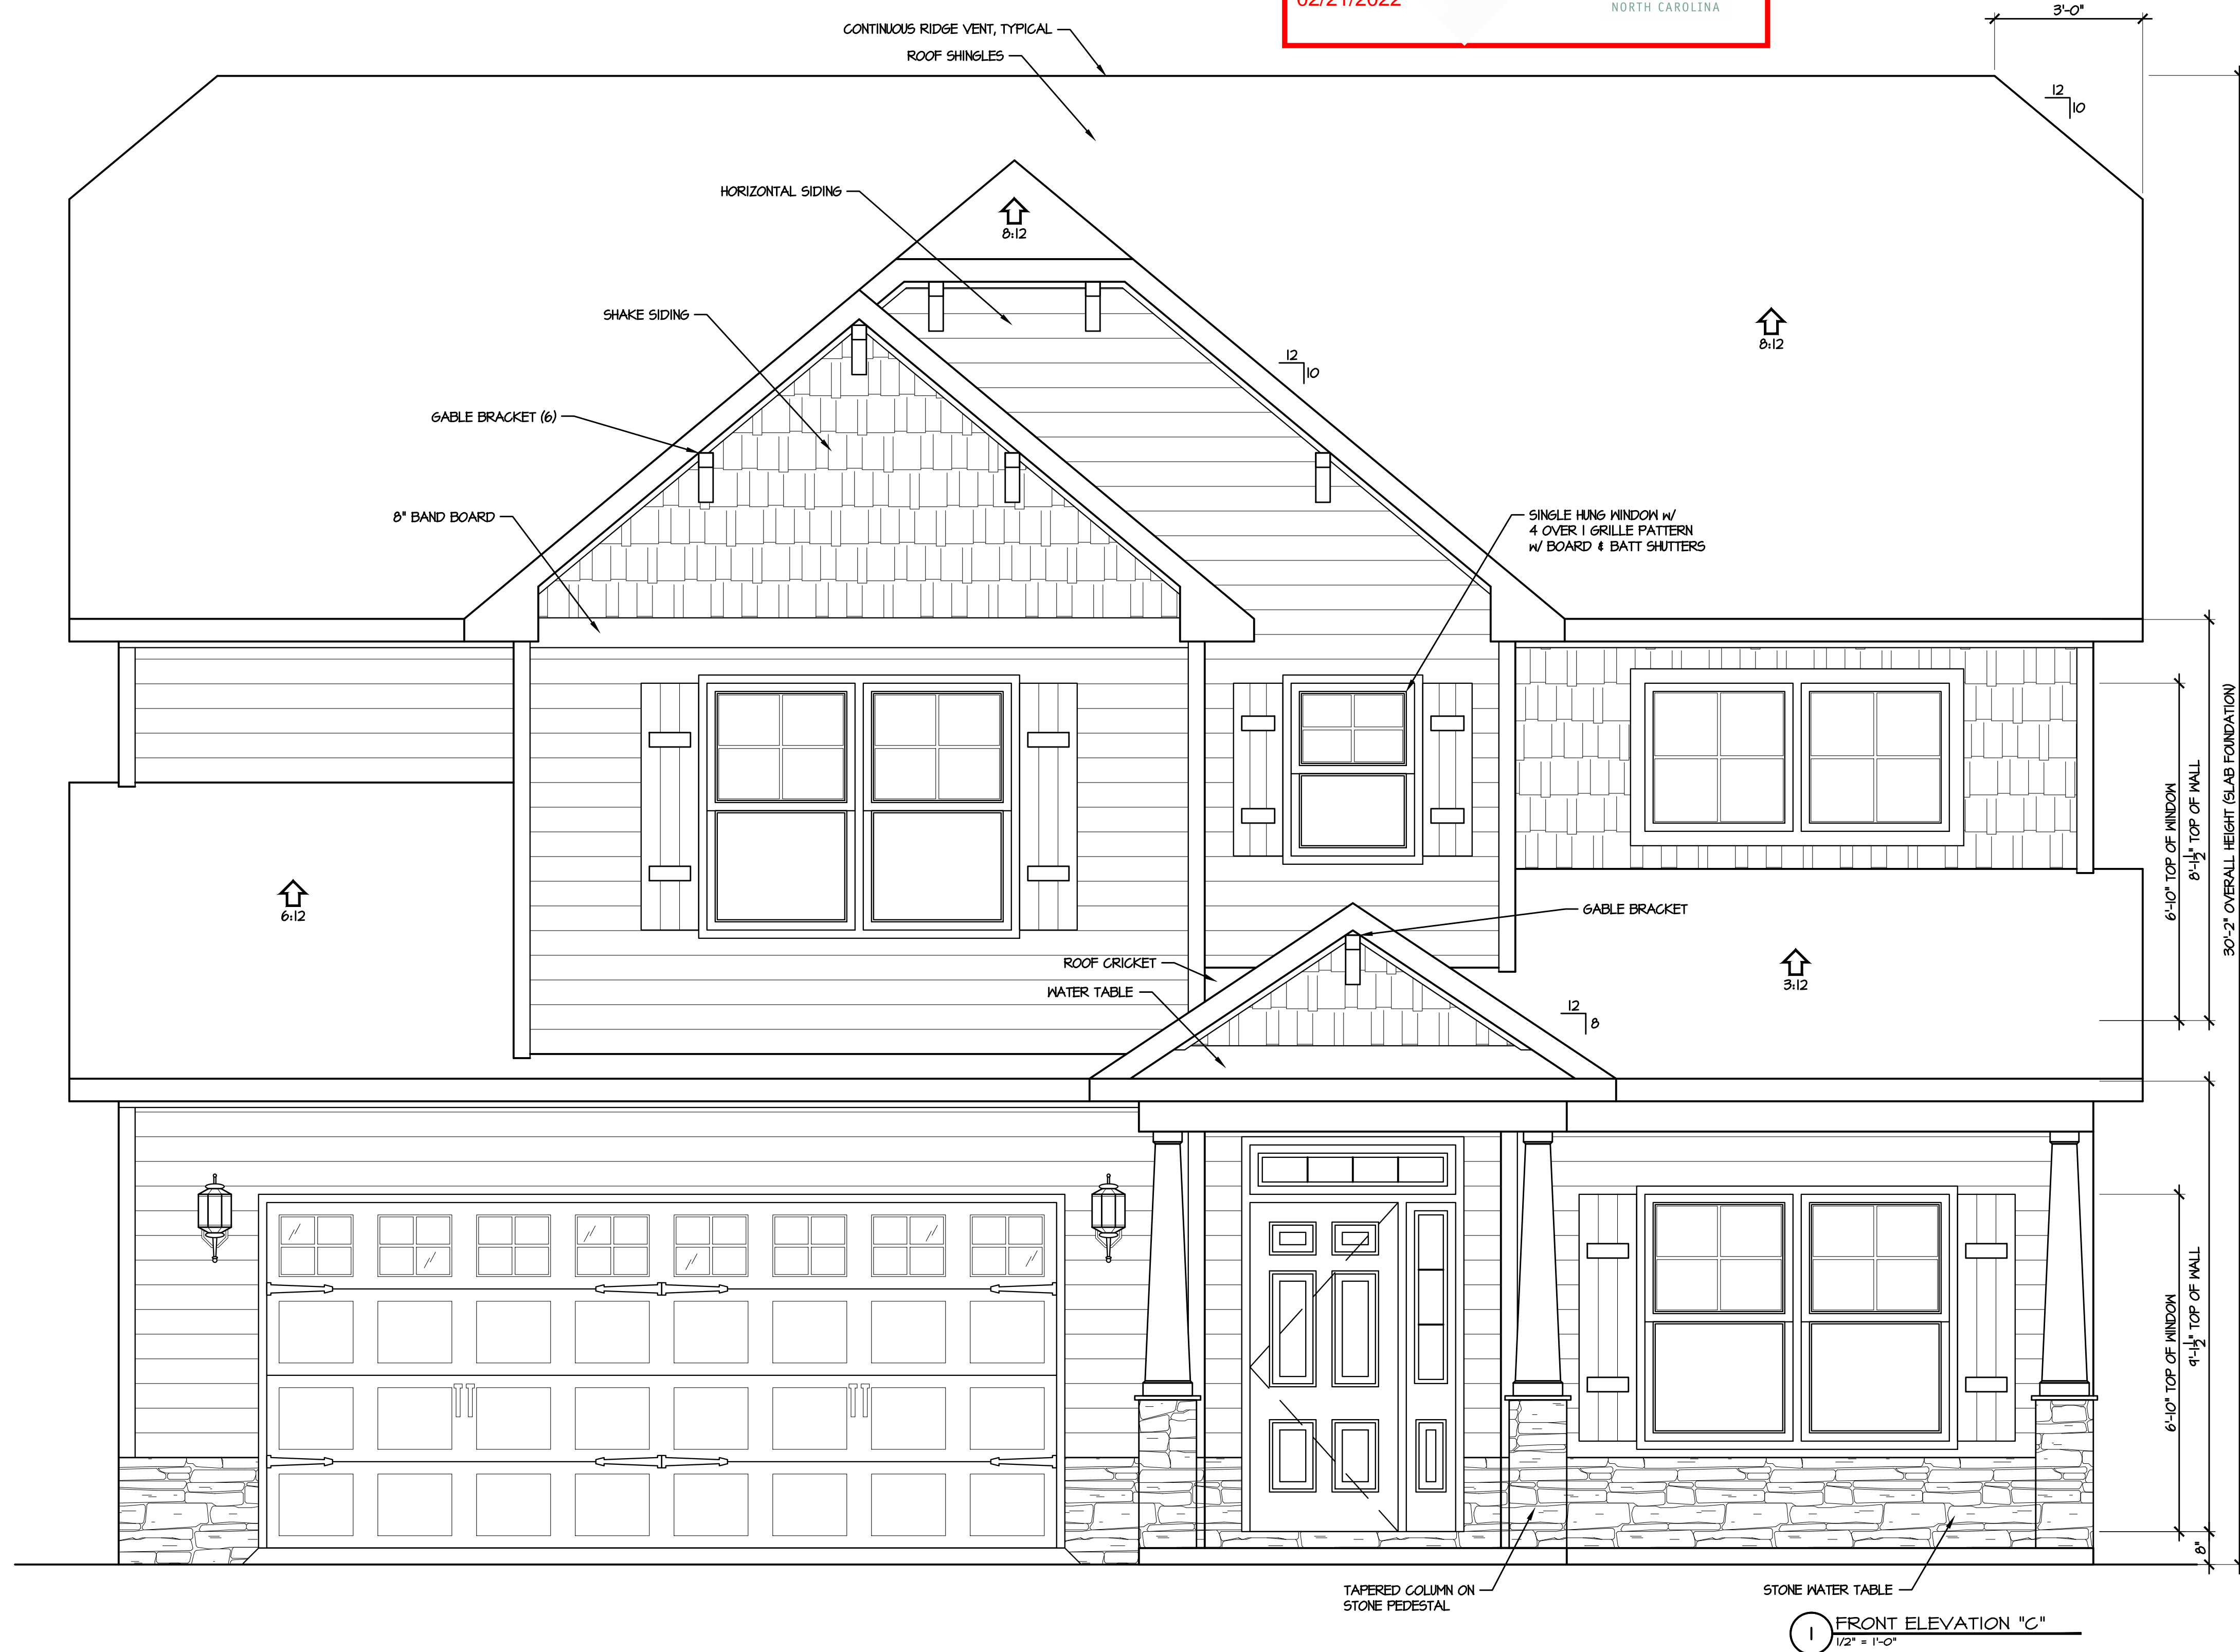 02/21/2022
NORTH CAROLINA
3'-0"
CONTINUOUS RIDGE VENT, TYPICAL
ROOF SHINGLES
12
10
HORIZONTAL SIDING
8:12
SHAKE SIDING
8:12
12
10
GABLE BRACKET (6)
8" BAND BOARD
SINGLE HUNG WINDOW w/
4 OVER 1 GRILLE PATTERN
w/ BOARD & BATT SHUTTERS
6'-10" TOP OF WINDOW
8'-1½" TOP OF WALL
30'-2" OVERALL HEIGHT (SLAB FOUNDATION)
6:12
GABLE BRACKET
ROOF CRICKET
WATER TABLE
3:12
12
8
6'-10" TOP OF WINDOW
9'-1½" TOP OF WALL
8"
TAPERED COLUMN ON
STONE PEDESTAL
STONE WATER TABLE
1
FRONT ELEVATION "C"
1/2" = 1'-0"